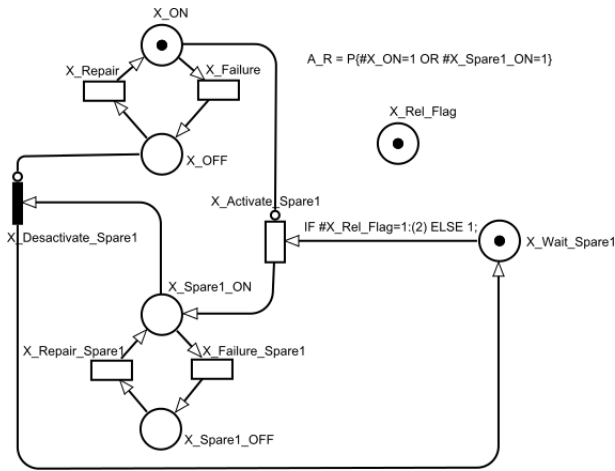 X_ON
A_R = P{#X_ON=1 OR #X_Spare1_ON=1}
X_Repair
X_Failure
X_Rel_Flag
X_OFF
X_Activate_Spare1
IF #X_Rel_Flag=1:(2) ELSE 1;
X_Desactivate_Spare1
X_Wait_Spare1
X_Spare1_ON
X_Repair_Spare1
X_Failure_Spare1
X_Spare1_OFF